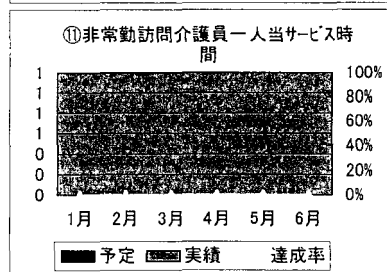 ⑪非常勤訪問介護員一人当サービス時
間
1 100%
1 80%
1 60%
1 40%
0 20%
0
0 0%
1月 2月 3月 4月 5月 6月
予定 実績 達成率